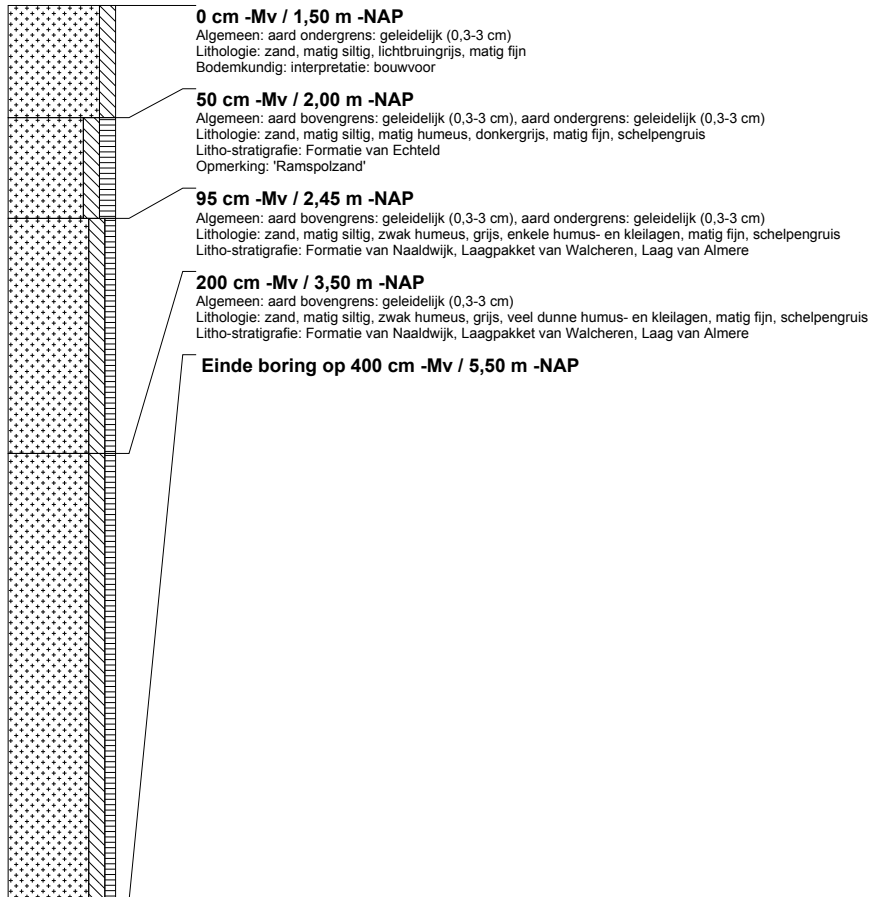 0 cm -Mv / 1,50 m -NAP
Algemeen: aard ondergrens: geleidelijk (0,3-3 cm)
Lithologie: zand, matig siltig, lichtbruingrijs, matig fijn
Bodemkundig: interpretatie: bouwvoor
50 cm -Mv / 2,00 m -NAP
Algemeen: aard bovengrens: geleidelijk (0,3-3 cm), aard ondergrens: geleidelijk (0,3-3 cm)
Lithologie: zand, matig siltig, matig humeus, donkergrijs, matig fijn, schelpengruis
Litho-stratigrafie: Formatie van Echteld
Opmerking: 'Ramspolzand'
95 cm -Mv / 2,45 m -NAP
Algemeen: aard bovengrens: geleidelijk (0,3-3 cm), aard ondergrens: geleidelijk (0,3-3 cm)
Lithologie: zand, matig siltig, zwak humeus, grijs, enkele humus- en kleilagen, matig fijn, schelpengruis
Litho-stratigrafie: Formatie van Naaldwijk, Laagpakket van Walcheren, Laag van Almere
200 cm -Mv / 3,50 m -NAP
Algemeen: aard bovengrens: geleidelijk (0,3-3 cm)
Lithologie: zand, matig siltig, zwak humeus, grijs, veel dunne humus- en kleilagen, matig fijn, schelpengruis
Litho-stratigrafie: Formatie van Naaldwijk, Laagpakket van Walcheren, Laag van Almere
Einde boring op 400 cm -Mv / 5,50 m -NAP